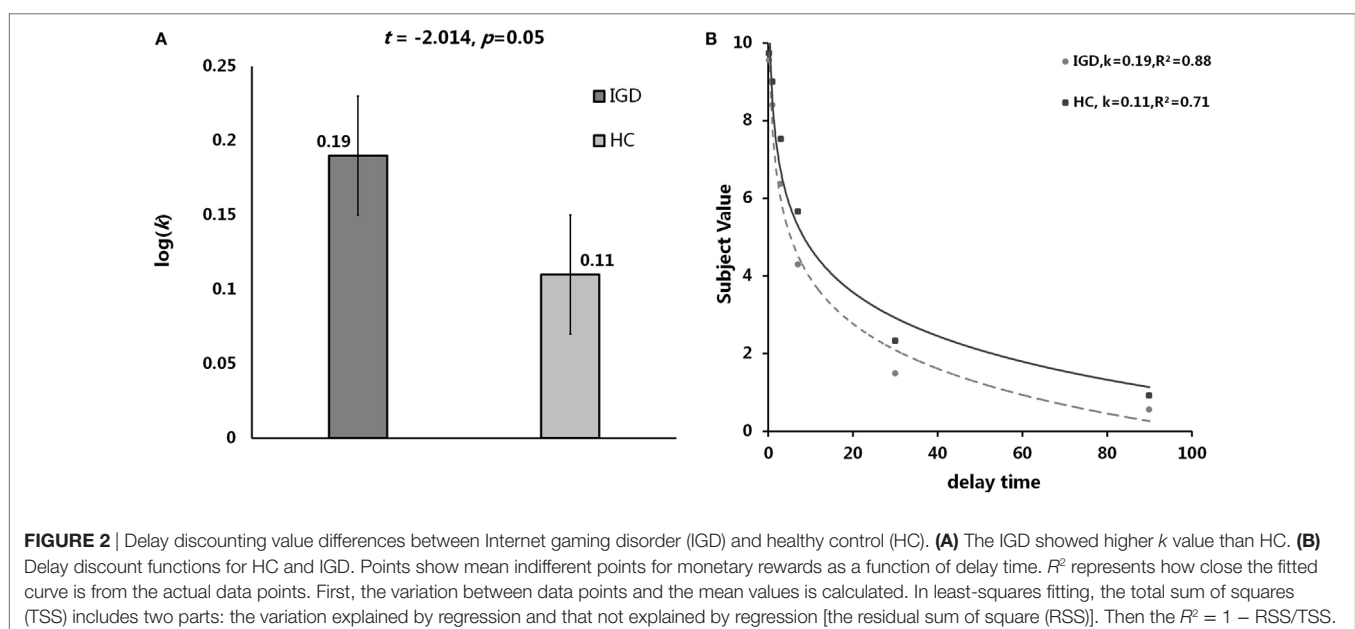 A
t = -2.014, p=0.05
0.25
0.2
0.15
0.1
0.05
0
log(k)
0.19
0.11
IGD
HC
B
10
8
6
4
2
0
Subject Value
IGD,k=0.19,R²=0.88
HC, k=0.11,R²=0.71
0 20 40 60 80 100
delay time
FIGURE 2 | Delay discounting value differences between Internet gaming disorder (IGD) and healthy control (HC). (A) The IGD showed higher k value than HC. (B)
Delay discount functions for HC and IGD. Points show mean indifferent points for monetary rewards as a function of delay time. R² represents how close the fitted
curve is from the actual data points. First, the variation between data points and the mean values is calculated. In least-squares fitting, the total sum of squares
(TSS) includes two parts: the variation explained by regression and that not explained by regression [the residual sum of square (RSS)]. Then the R² = 1 − RSS/TSS.